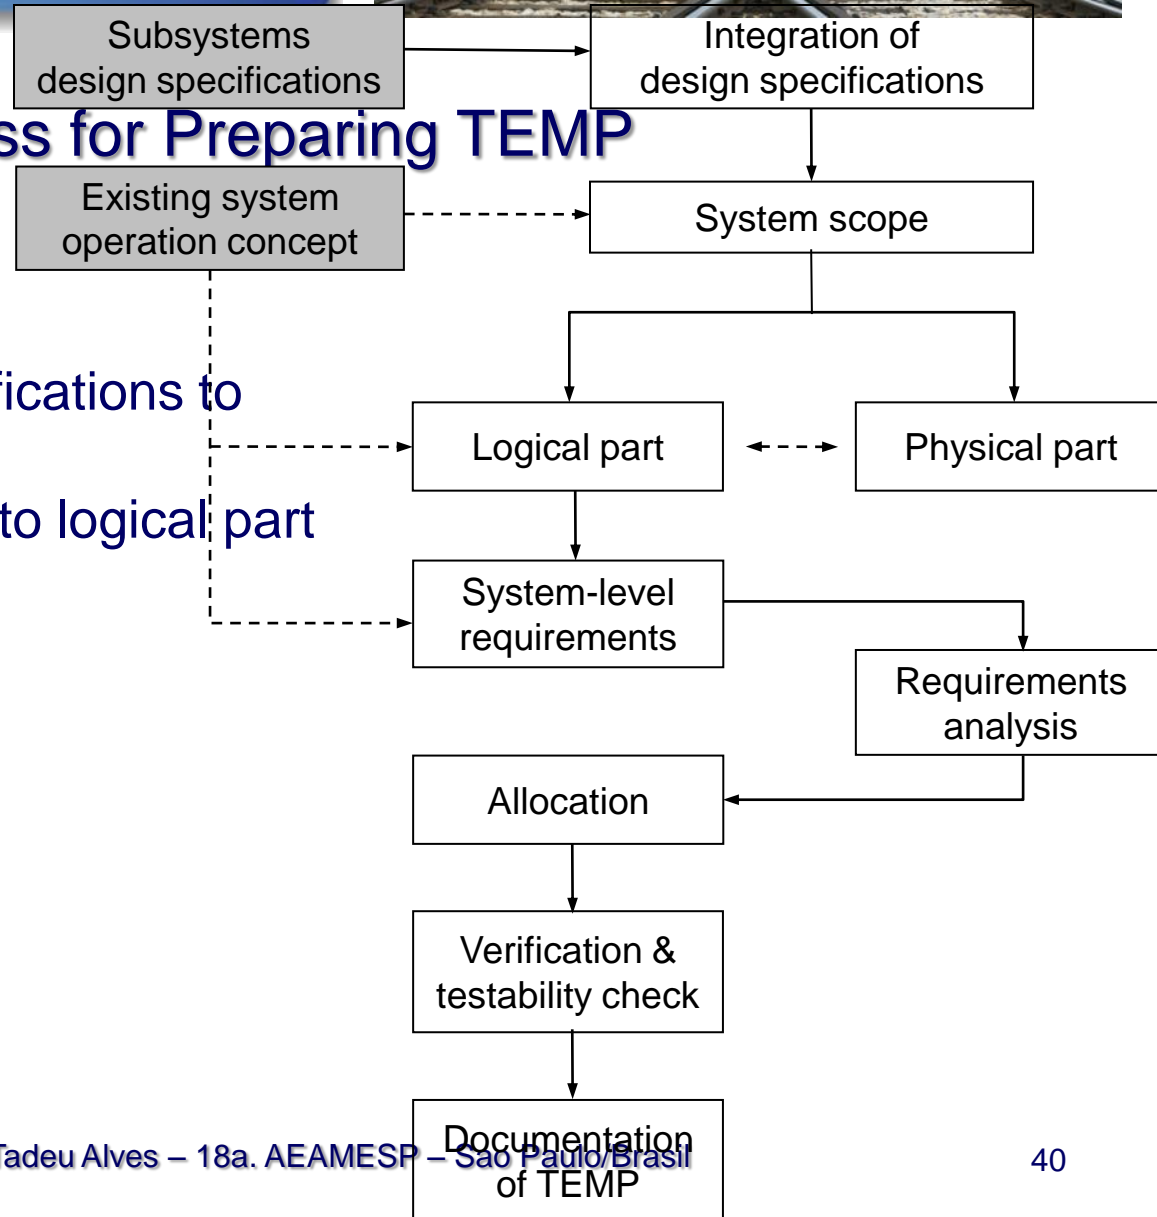 Subsystems
design specifications
Integration of
design specifications
ss for Preparing TEMP
Existing system
operation concept
System scope
fications to
Logical part
Physical part
to logical part
System-level
requirements
Requirements
analysis
Allocation
Verification &
testability check
Documentation
of TEMP
Tadeu Alves – 18a. AEAMESP – Sao Paulo/Brasil
40